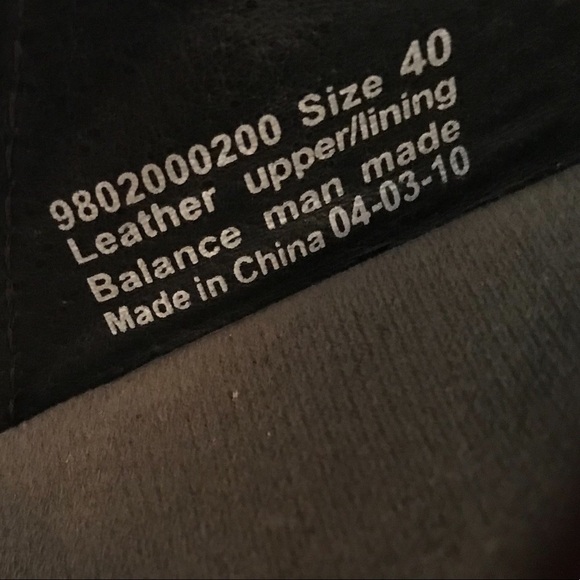 9802000200 Size 40
Leather upper/lining
Balance man made
Made in China 04-03-10